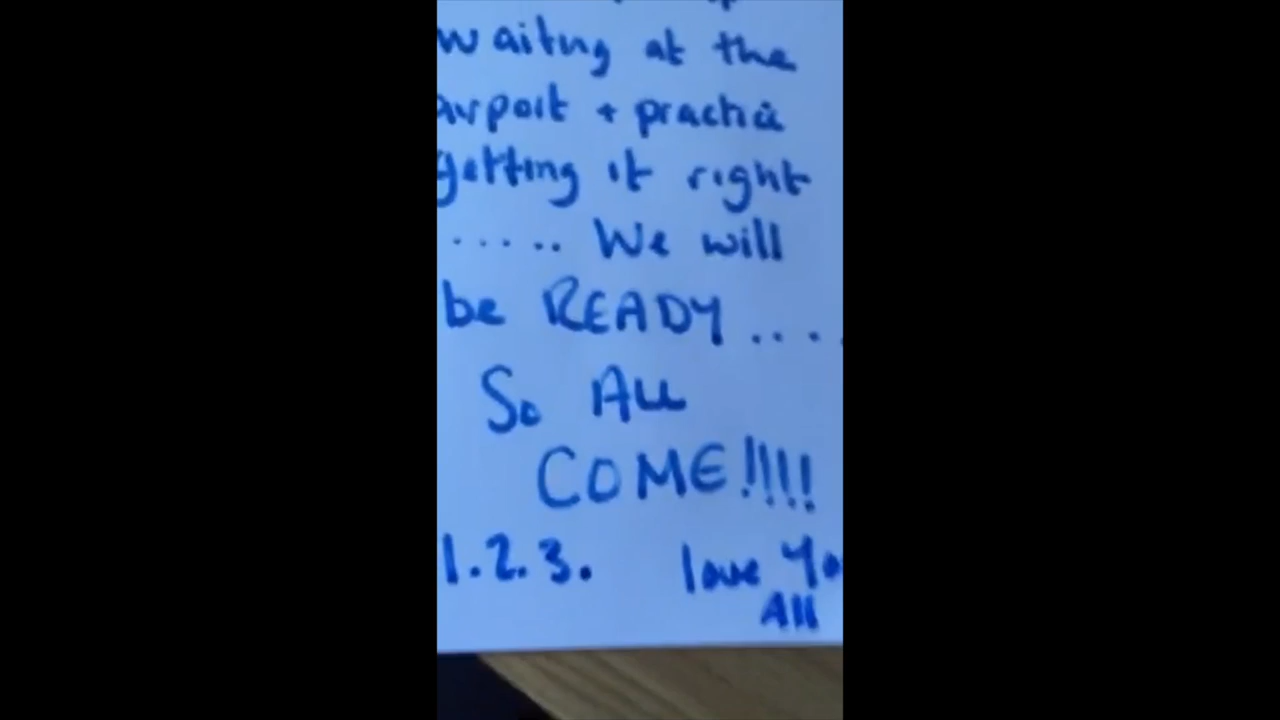 waiting at the
airport + practice
getting it right
..... We will
be READY....
So ALL
COME!!!!
1.2.3. love Yo
All